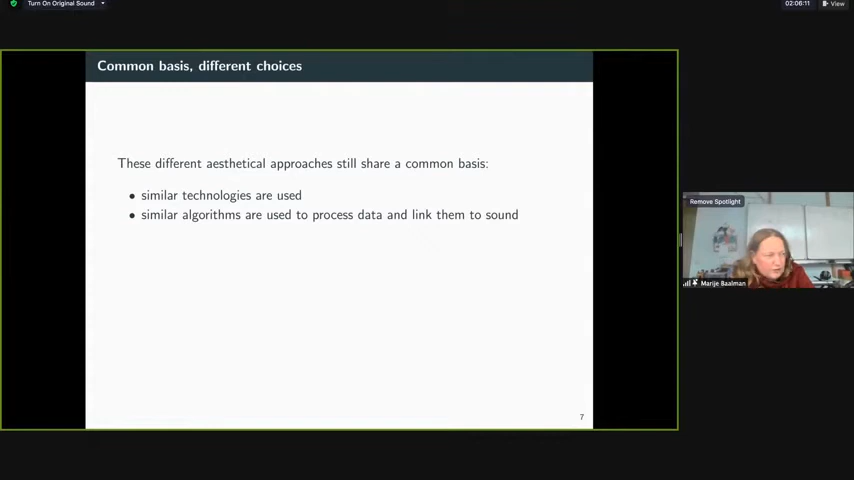 Turn On Original Sound
02:06:11
View
Common basis, different choices
These different aesthetical approaches still share a common basis:
• similar technologies are used
• similar algorithms are used to process data and link them to sound
7
Remove Spotlight
Marije Baalman